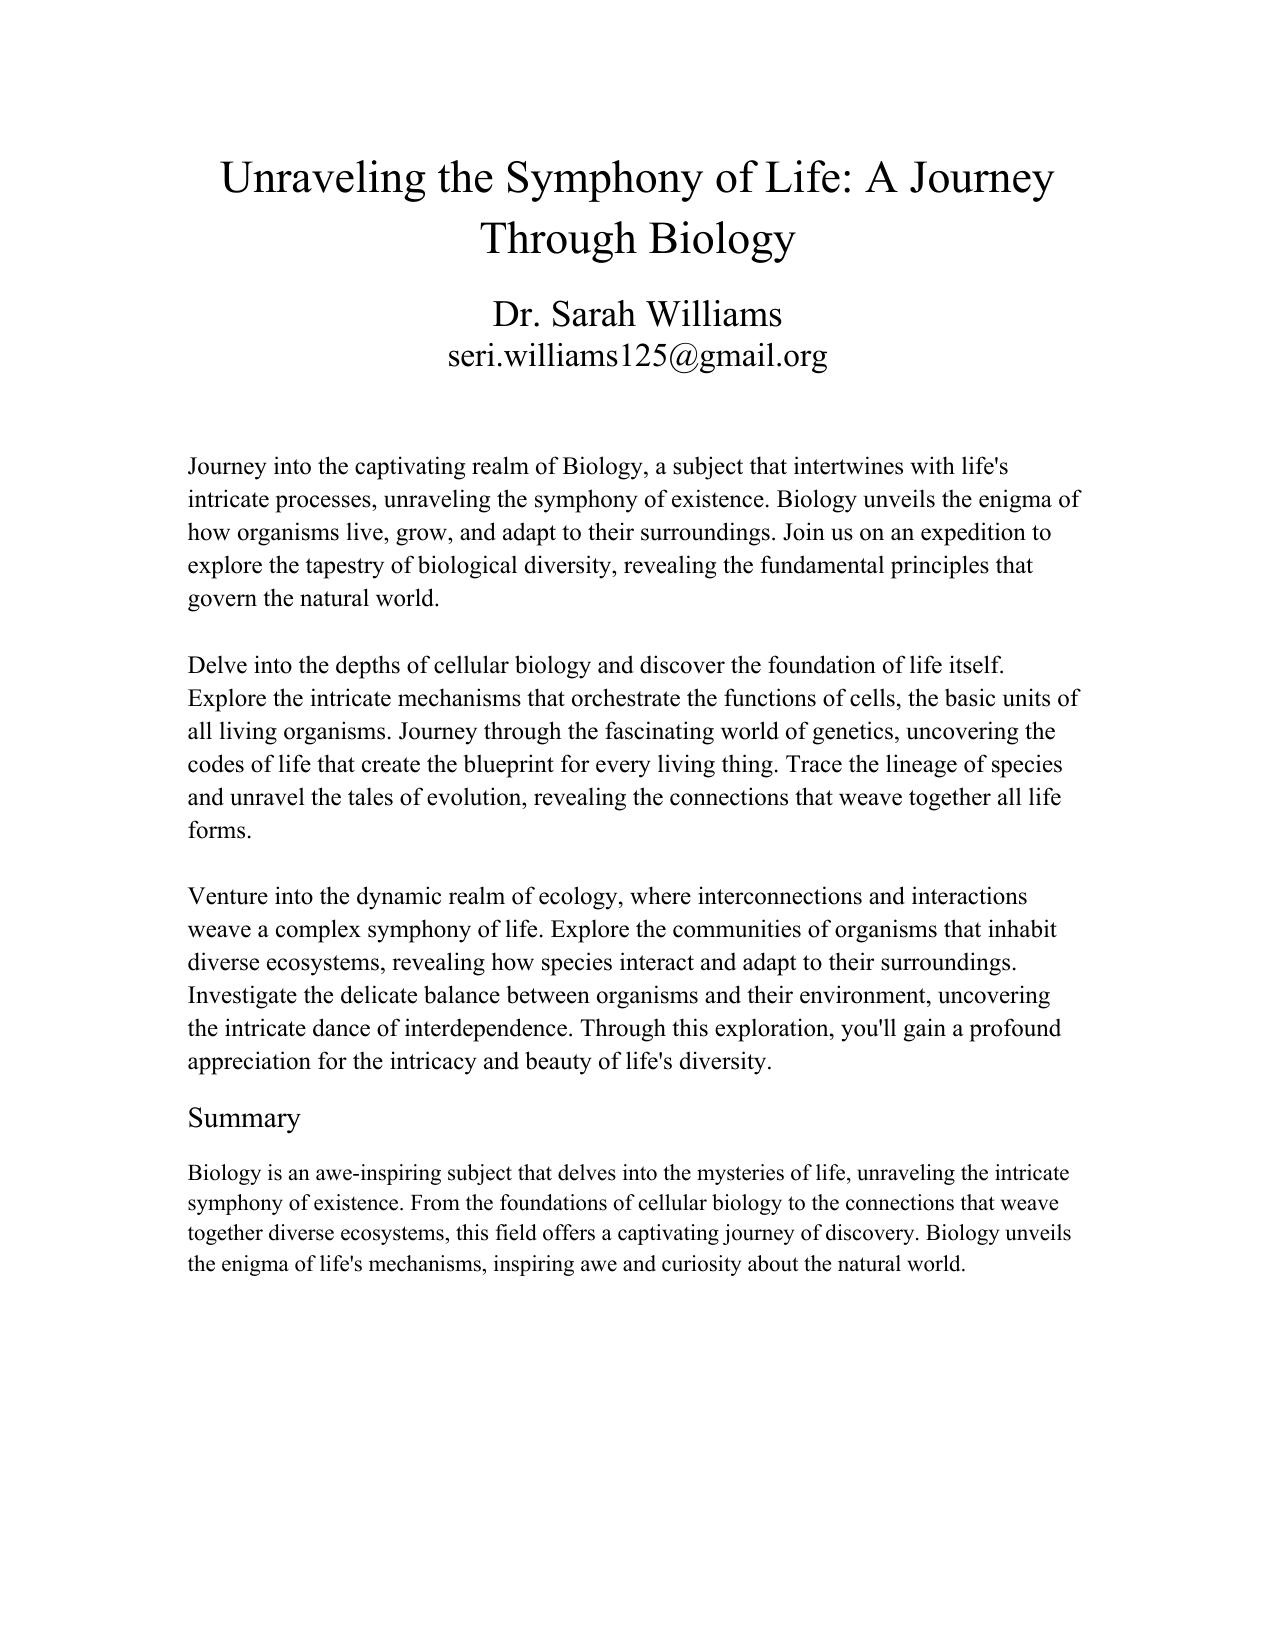 Unraveling the Symphony of Life: A Journey
Through Biology
Dr. Sarah Williams
seri.williams125@gmail.org
Journey into the captivating realm of Biology, a subject that intertwines with life's
intricate processes, unraveling the symphony of existence. Biology unveils the enigma of
how organisms live, grow, and adapt to their surroundings. Join us on an expedition to
explore the tapestry of biological diversity, revealing the fundamental principles that
govern the natural world.
Delve into the depths of cellular biology and discover the foundation of life itself.
Explore the intricate mechanisms that orchestrate the functions of cells, the basic units of
all living organisms. Journey through the fascinating world of genetics, uncovering the
codes of life that create the blueprint for every living thing. Trace the lineage of species
and unravel the tales of evolution, revealing the connections that weave together all life
forms.
Venture into the dynamic realm of ecology, where interconnections and interactions
weave a complex symphony of life. Explore the communities of organisms that inhabit
diverse ecosystems, revealing how species interact and adapt to their surroundings.
Investigate the delicate balance between organisms and their environment, uncovering
the intricate dance of interdependence. Through this exploration, you'll gain a profound
appreciation for the intricacy and beauty of life's diversity.
Summary
Biology is an awe-inspiring subject that delves into the mysteries of life, unraveling the intricate
symphony of existence. From the foundations of cellular biology to the connections that weave
together diverse ecosystems, this field offers a captivating journey of discovery. Biology unveils
the enigma of life's mechanisms, inspiring awe and curiosity about the natural world.